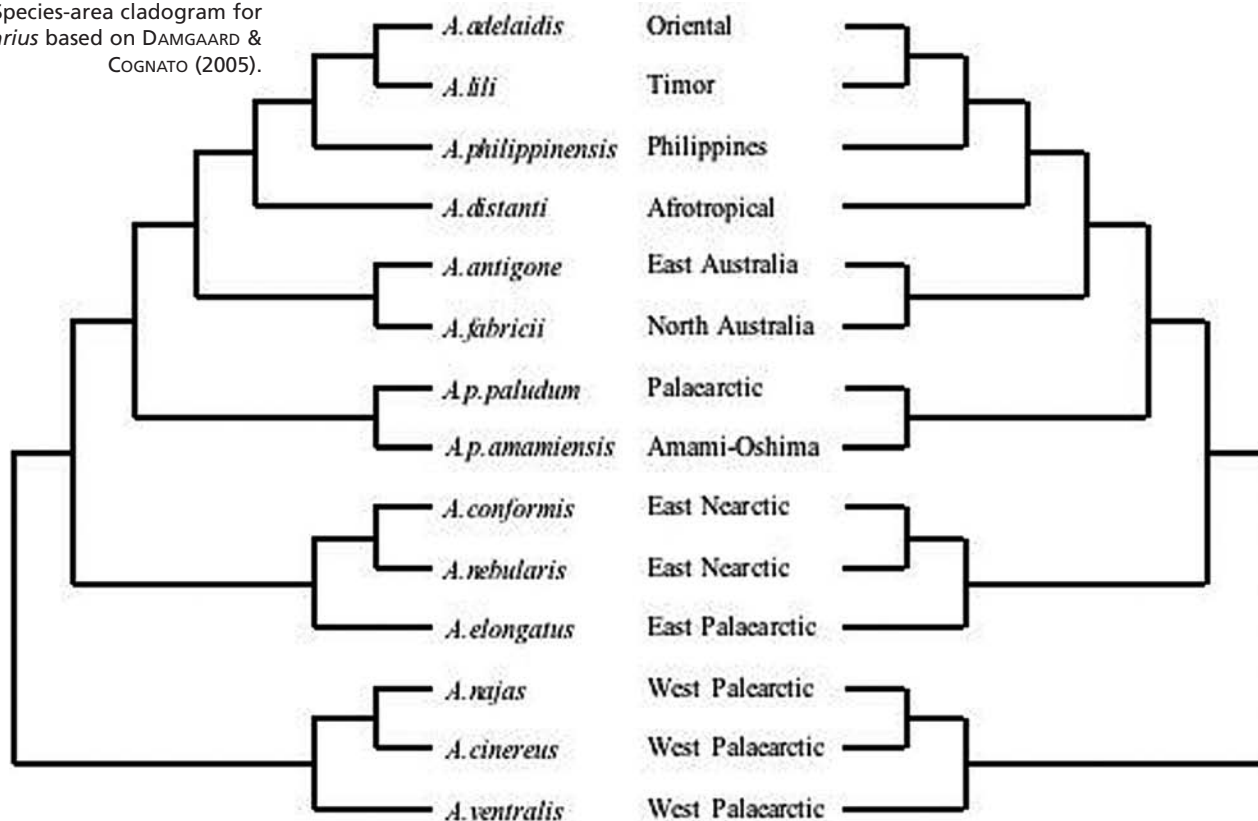 Species-area cladogram for
arius based on DAMGAARD &
COGNATO (2005).
A.adelaidis Oriental
A.lili Timor
A.philippinensis Philippines
A.distanti Afrotropical
A.antigone East Australia
A.fabricii North Australia
A.p.paludum Palaearctic
A.p.amamiensis Amami-Oshima
A.conformis East Nearctic
A.nebularis East Nearctic
A.elongatus East Palaearctic
A.najas West Palearctic
A.cinereus West Palaearctic
A.ventralis West Palaearctic